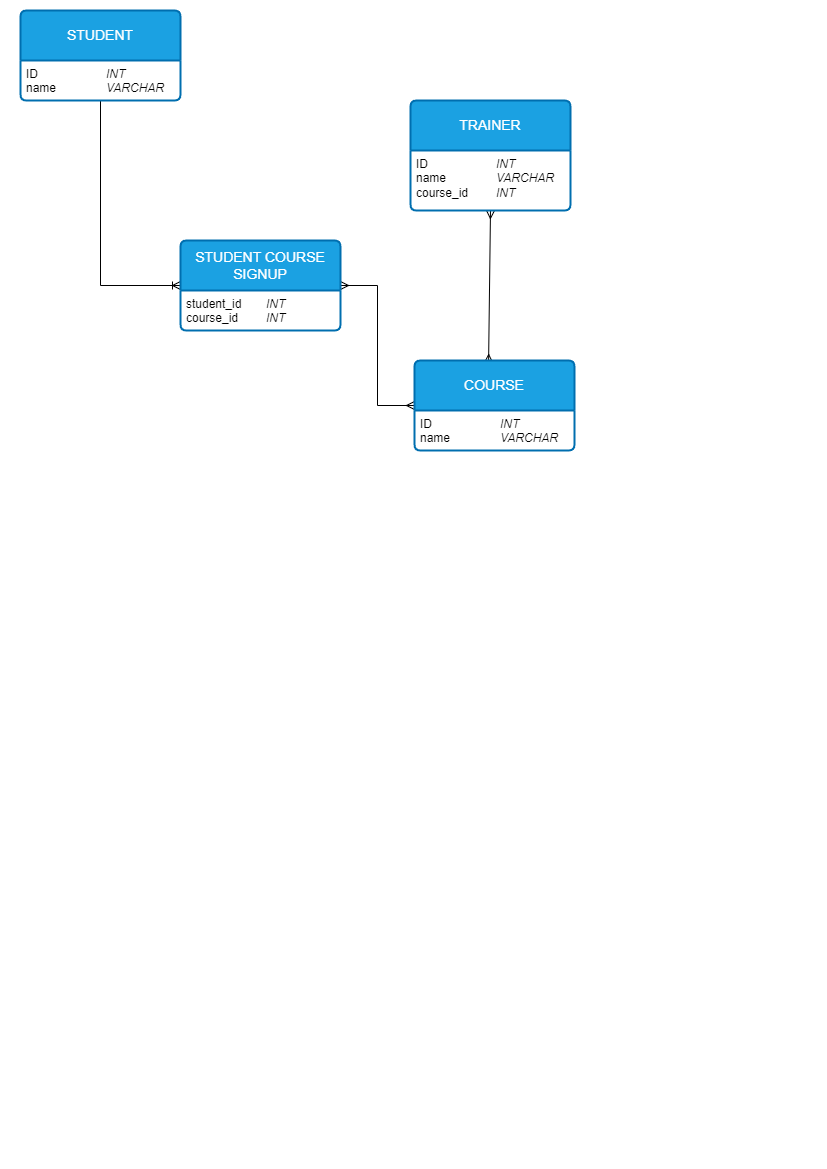 STUDENT
ID INT
name VARCHAR
TRAINER
ID INT
name VARCHAR
course_id INT
STUDENT COURSE
SIGNUP
student_id INT
course_id INT
COURSE
ID INT
name VARCHAR